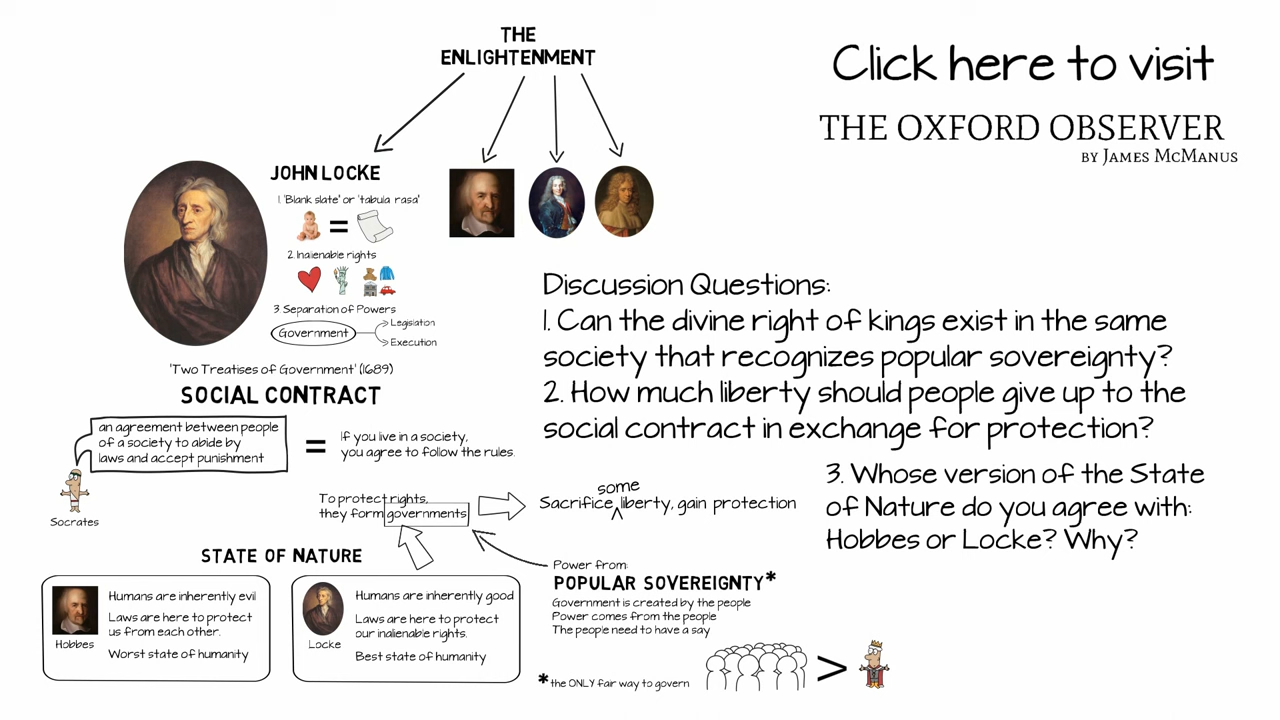 THE
ENLIGHTENMENT
Click here to visit
THE OXFORD OBSERVER
BY JAMES MCMANUS
JOHN LOCKE
1. 'Blank slate' or 'tabula rasa'
=
2. Inalienable rights
3 Separation of Powers
Government
Legislation
Execution
'Two Treatises of Government' (1689)
SOCIAL CONTRACT
an agreement between people
of a society to abide by
laws and accept punishment
=
If you live in a society,
you agree to follow the rules.
Socrates
Discussion Questions:
1. Can the divine right of kings exist in the same
society that recognizes popular sovereignty?
2. How much liberty should people give up to the
social contract in exchange for protection?
3. Whose version of the State
of Nature do you agree with:
Hobbes or Locke? Why?
To protect rights,
they form governments
some
Sacrifice liberty, gain protection
STATE OF NATURE
Hobbes
Humans are inherently evil
Laws are here to protect
us from each other.
Worst state of humanity
Locke
Humans are inherently good
Laws are here to protect
our inalienable rights.
Best state of humanity
Power from:
POPULAR SOVEREIGNTY*
Government is created by the people
Power comes from the people
The people need to have a say
>
*the ONLY fair way to govern